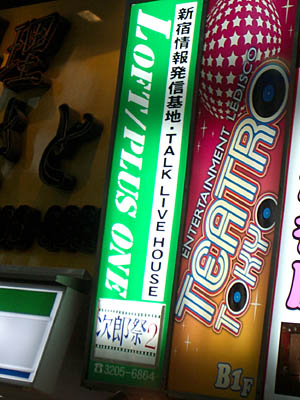 新宿情報発信基地・TALK LIVE HOUSE
LOFT/PLUS ONE
次郎祭2
☎3205-6864
ENTERTAINMENT LEDISCO
TEATRO
TOKYO
B1F